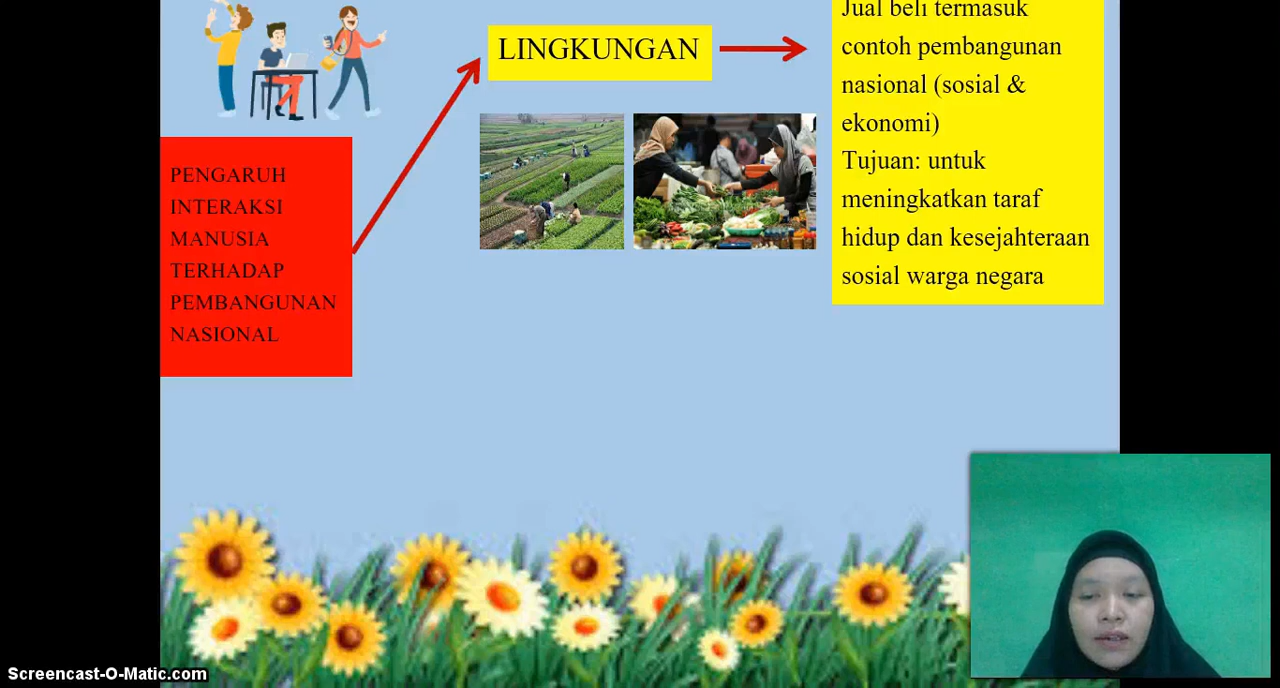 LINGKUNGAN
Jual beli termasuk
contoh pembangunan
nasional (sosial &
ekonomi)
Tujuan: untuk
meningkatkan taraf
hidup dan kesejahteraan
sosial warga negara
PENGARUH
INTERAKSI
MANUSIA
TERHADAP
PEMBANGUNAN
NASIONAL
Screencast-O-Matic.com